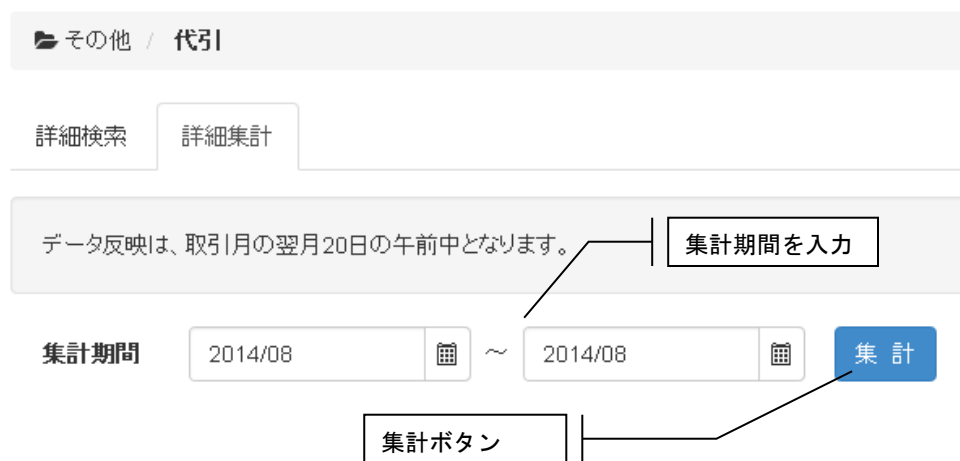 その他 / 代引
詳細検索 詳細集計
データ反映は、取引月の翌月20日の午前中となります。
集計期間を入力
集計期間 2014/08 ～ 2014/08 集 計
集計ボタン